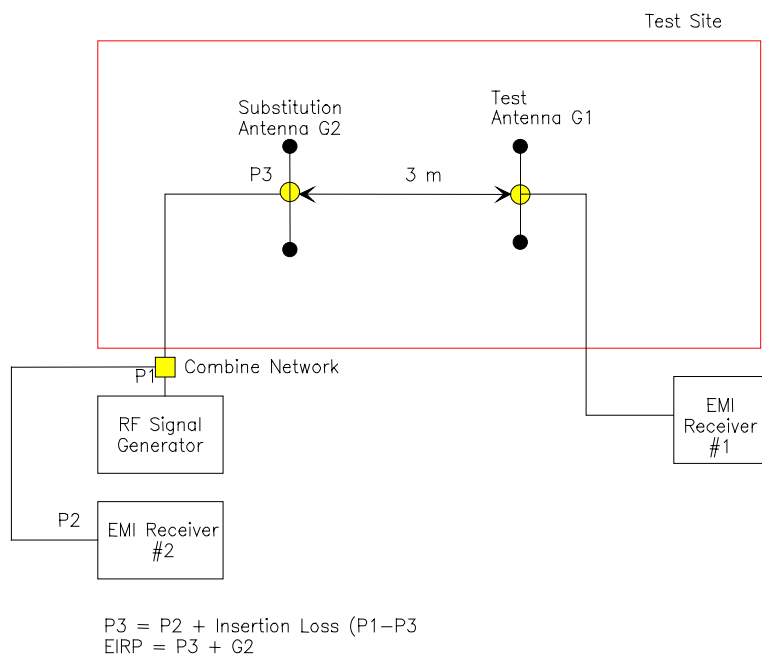 Test Site
Substitution
Antenna G2
Test
Antenna G1
P3
3 m
P1
Combine Network
RF Signal
Generator
EMI
Receiver
#1
P2
EMI Receiver
#2
P3 = P2 + Insertion Loss (P1-P3
EIRP = P3 + G2